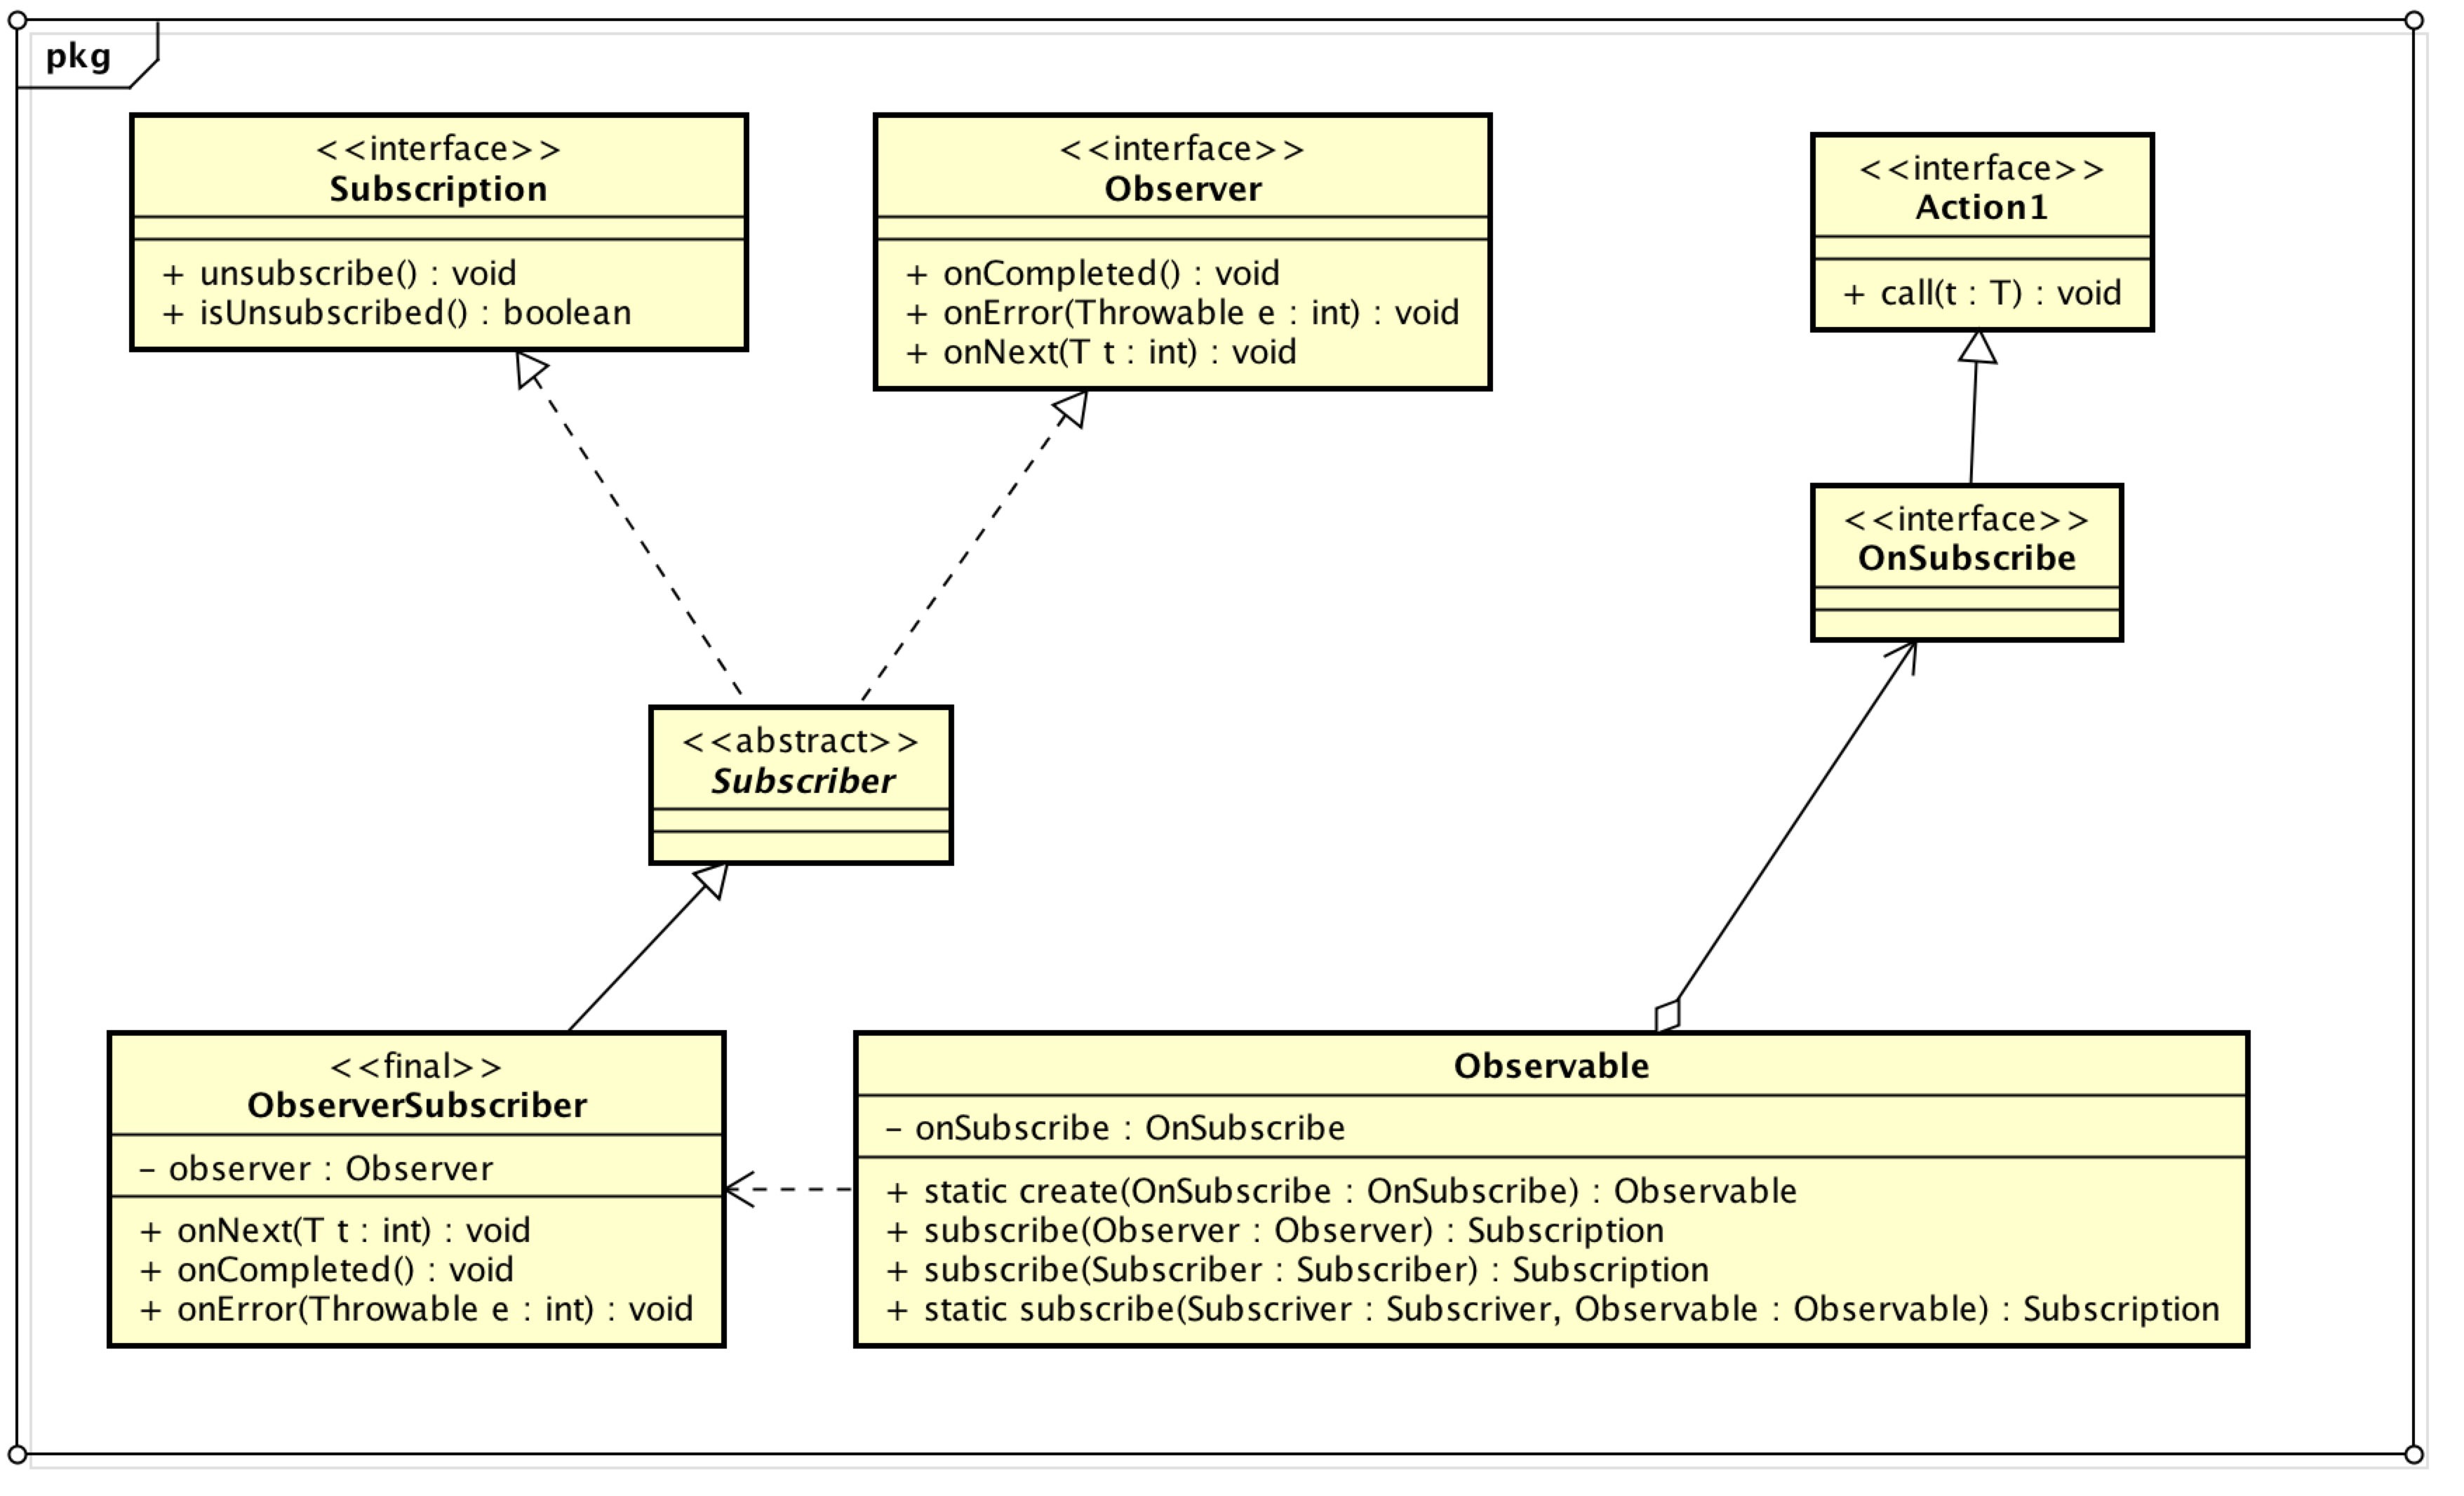 pkg
<<interface>>
Subscription
+ unsubscribe() : void
+ isUnsubscribed() : boolean
<<interface>>
Observer
+ onCompleted() : void
+ onError(Throwable e : int) : void
+ onNext(T t : int) : void
<<interface>>
Action1
+ call(t : T) : void
<<interface>>
OnSubscribe
<<abstract>>
Subscriber
<<final>>
ObserverSubscriber
– observer : Observer
+ onNext(T t : int) : void
+ onCompleted() : void
+ onError(Throwable e : int) : void
Observable
– onSubscribe : OnSubscribe
+ static create(OnSubscribe : OnSubscribe) : Observable
+ subscribe(Observer : Observer) : Subscription
+ subscribe(Subscriber : Subscriber) : Subscription
+ static subscribe(Subscriver : Subscriver, Observable : Observable) : Subscription